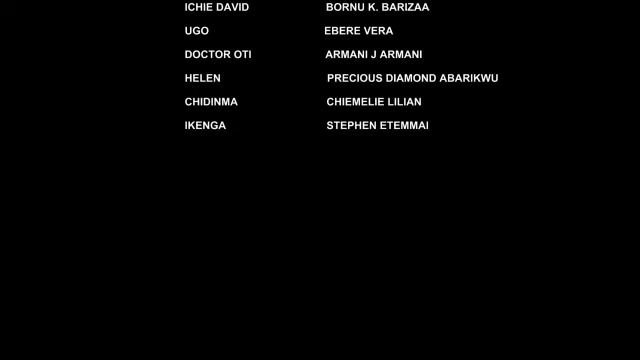 ICHIE DAVID BORNU K. BARIZAA
UGO EBERE VERA
DOCTOR OTI ARMANI J ARMANI
HELEN PRECIOUS DIAMOND ABARIKWU
CHIDINMA CHIEMELIE LILIAN
IKENGA STEPHEN ETEMMAI